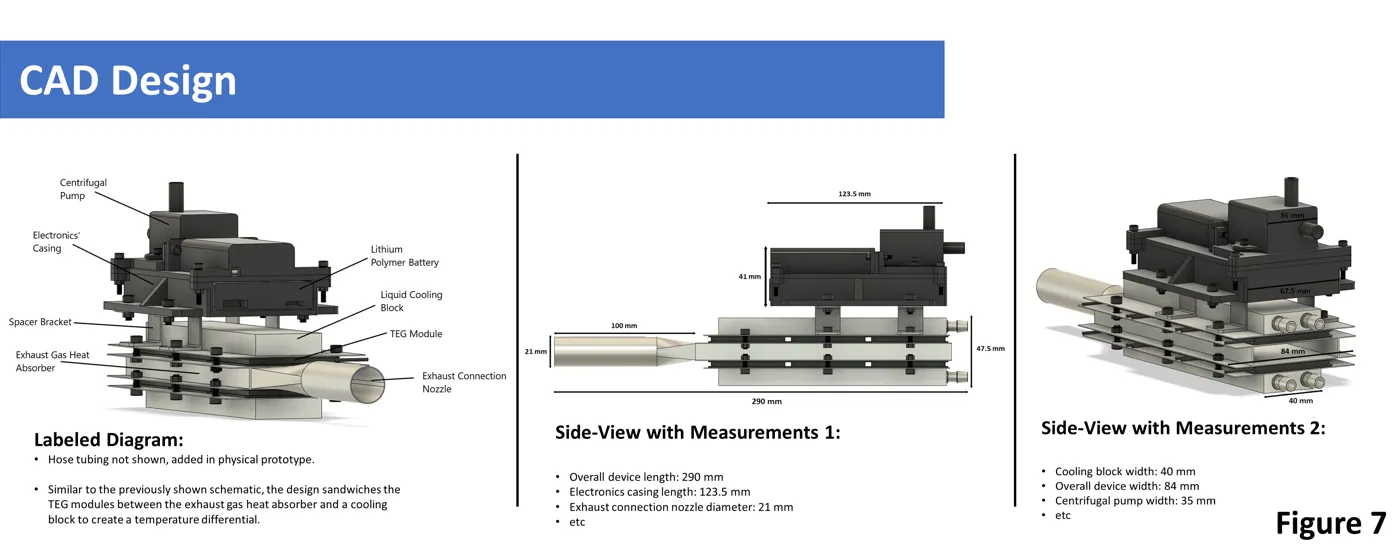 CAD Design
Centrifugal
Pump
Electronics'
Casing
Lithium
Polymer Battery
Liquid Cooling
Block
Spacer Bracket
TEG Module
Exhaust Gas Heat
Absorber
Exhaust Connection
Nozzle
Labeled Diagram:
• Hose tubing not shown, added in physical prototype.
• Similar to the previously shown schematic, the design sandwiches the
TEG modules between the exhaust gas heat absorber and a cooling
block to create a temperature differential.
123.5 mm
41 mm
100 mm
21 mm
47.5 mm
290 mm
Side-View with Measurements 1:
• Overall device length: 290 mm
• Electronics casing length: 123.5 mm
• Exhaust connection nozzle diameter: 21 mm
• etc
35 mm
67.5 mm
84 mm
40 mm
Side-View with Measurements 2:
• Cooling block width: 40 mm
• Overall device width: 84 mm
• Centrifugal pump width: 35 mm
• etc
Figure 7